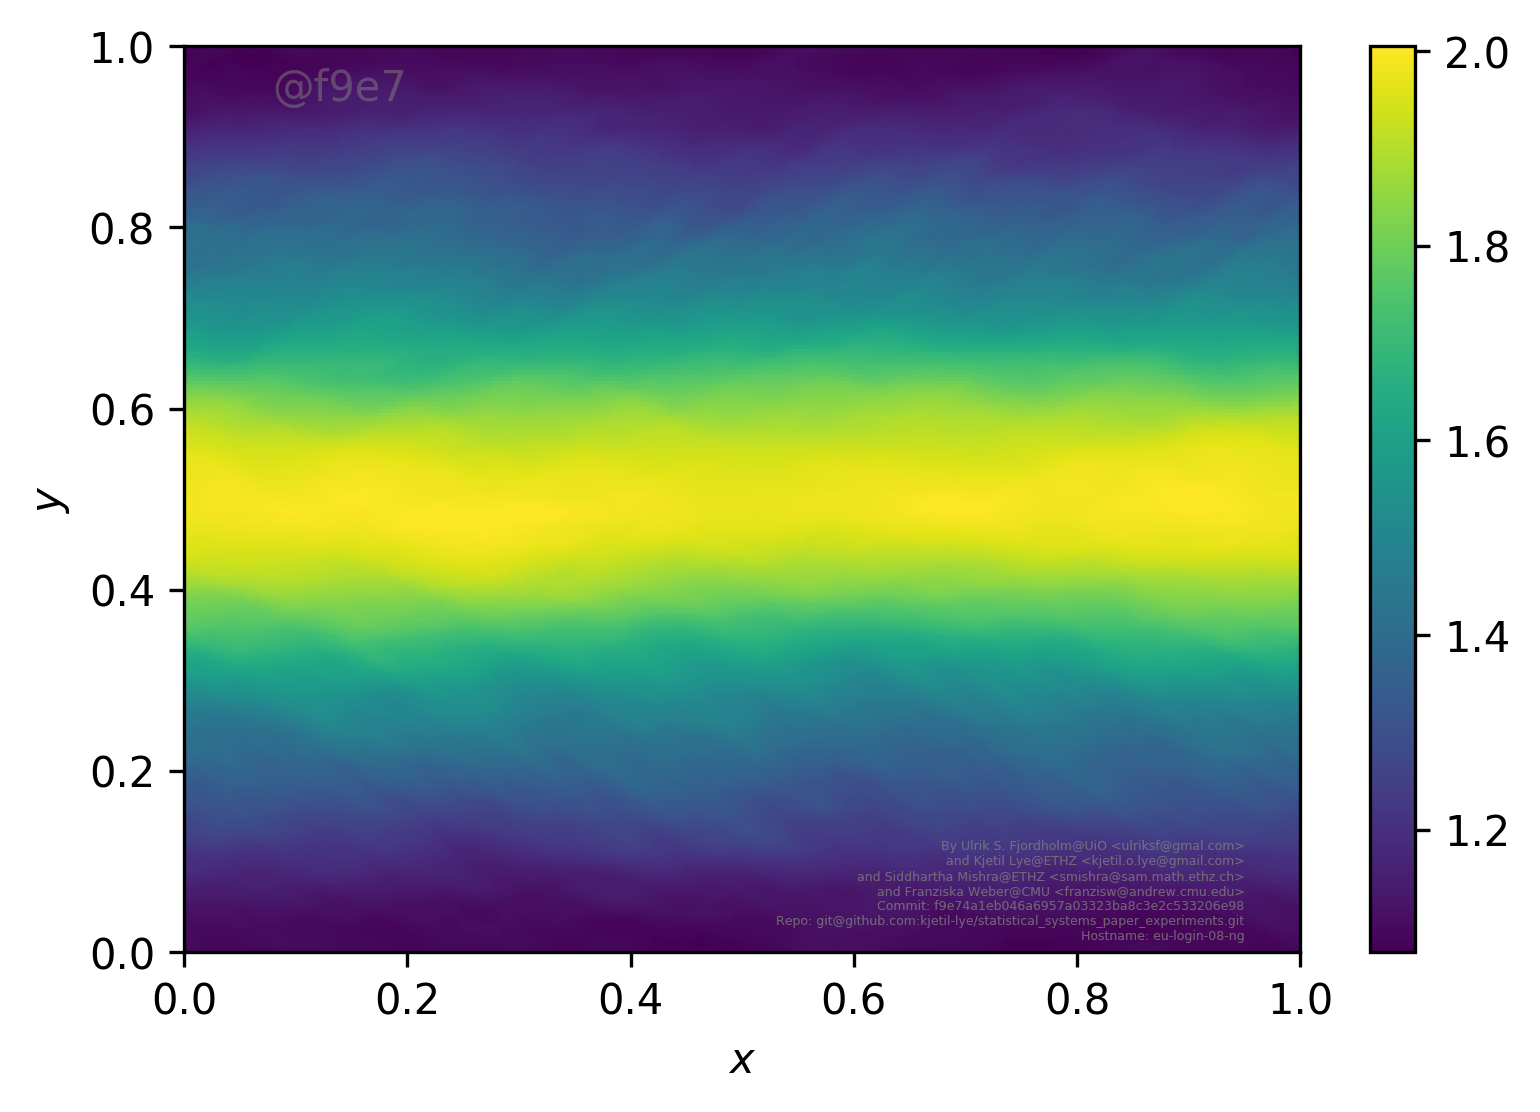 1.0
@f9e7
0.8
0.6
0.4
0.2
0.0
y
By Ulrik S. Fjordholm@UiO <ulriksf@gmal.com>
and Kjetil Lye@ETHZ <kjetil.o.lye@gmail.com>
and Siddhartha Mishra@ETHZ <smishra@sam.math.ethz.ch>
and Franziska Weber@CMU <franzisw@andrew.cmu.edu>
Commit: f9e74a1eb046a6957a03323ba8c3e2c533206e98
Repo: git@github.com:kjetil-lye/statistical_systems_paper_experiments.git
Hostname: eu-login-08-ng
0.0 0.2 0.4 0.6 0.8 1.0
x
2.0
1.8
1.6
1.4
1.2